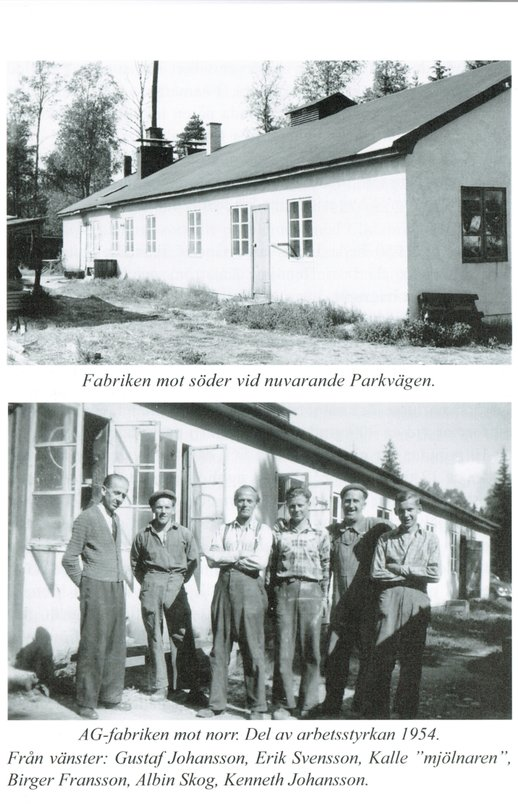 Fabriken mot söder vid nuvarande Parkvägen.
AG-fabriken mot norr. Del av arbetsstyrkan 1954.
Från vänster: Gustaf Johansson, Erik Svensson, Kalle ”mjölnaren”,
Birger Fransson, Albin Skog, Kenneth Johansson.